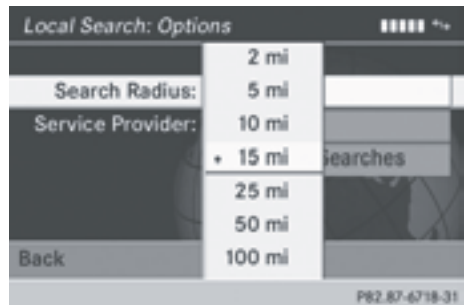 Local Search: Options
2 mi
Search Radius: 5 mi
Service Provider: 10 mi
• 15 mi Searches
25 mi
50 mi
Back 100 mi
P82.87-6718-31